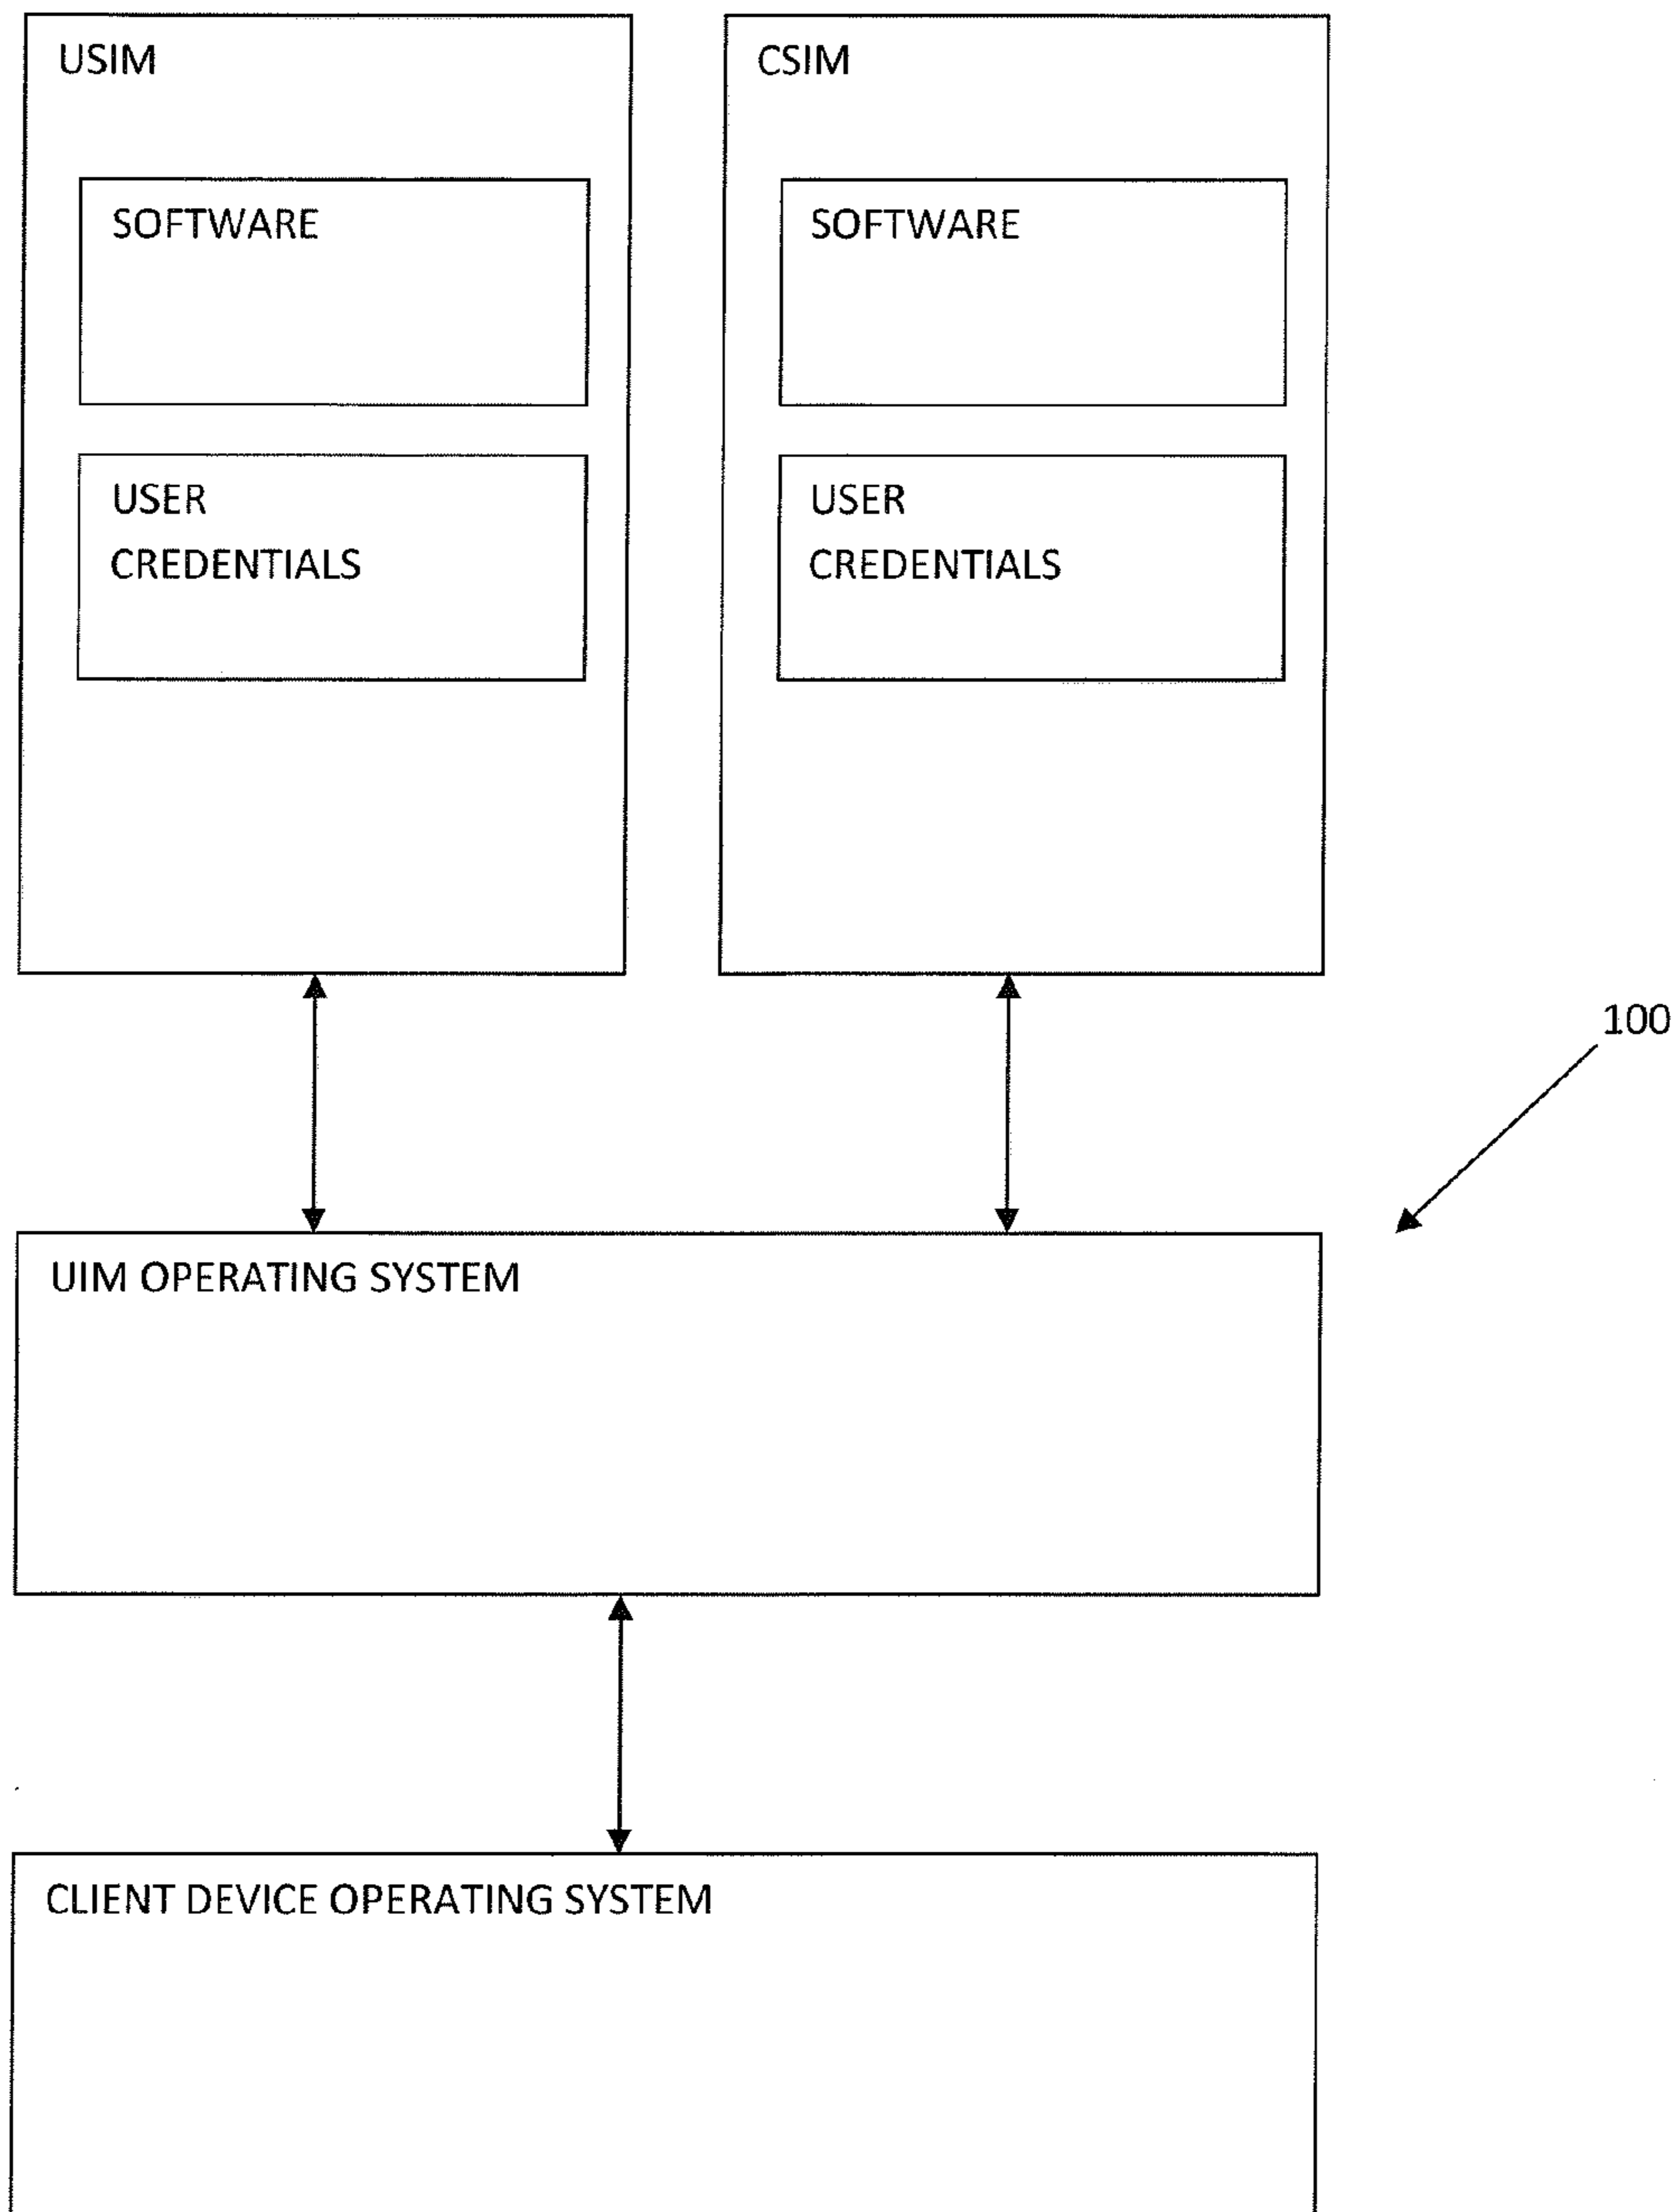 USIM
SOFTWARE
USER
CREDENTIALS
CSIM
SOFTWARE
USER
CREDENTIALS
100
UIM OPERATING SYSTEM
CLIENT DEVICE OPERATING SYSTEM